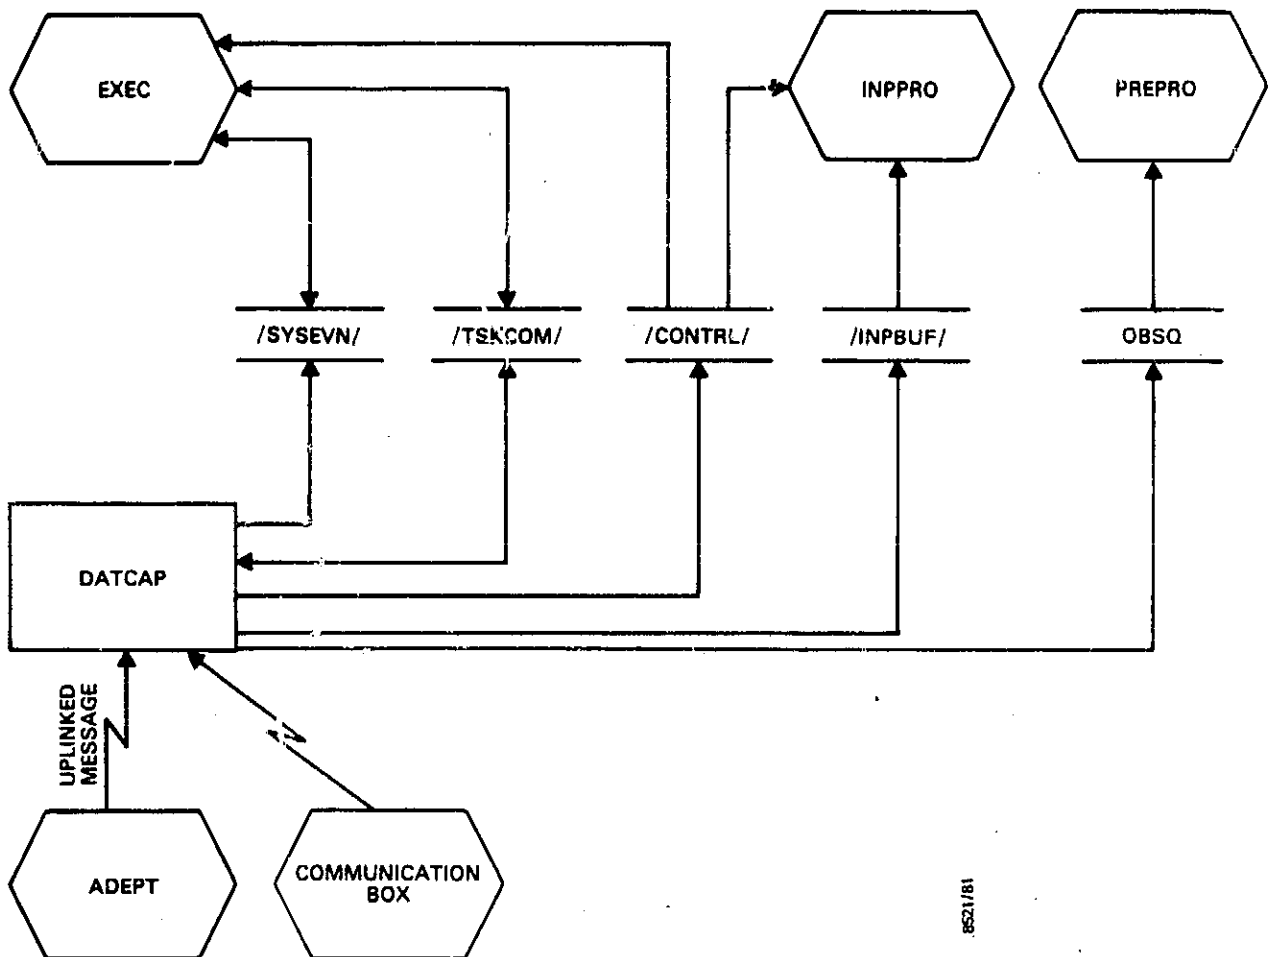 EXEC
INPPRO
PREPRO
/SYSEVN/
/TSKCOM/
/CONTRL/
/INPBUF/
OBSQ
DATCAP
UPLINKED
MESSAGE
ADEPT
COMMUNICATION
BOX
8521/81